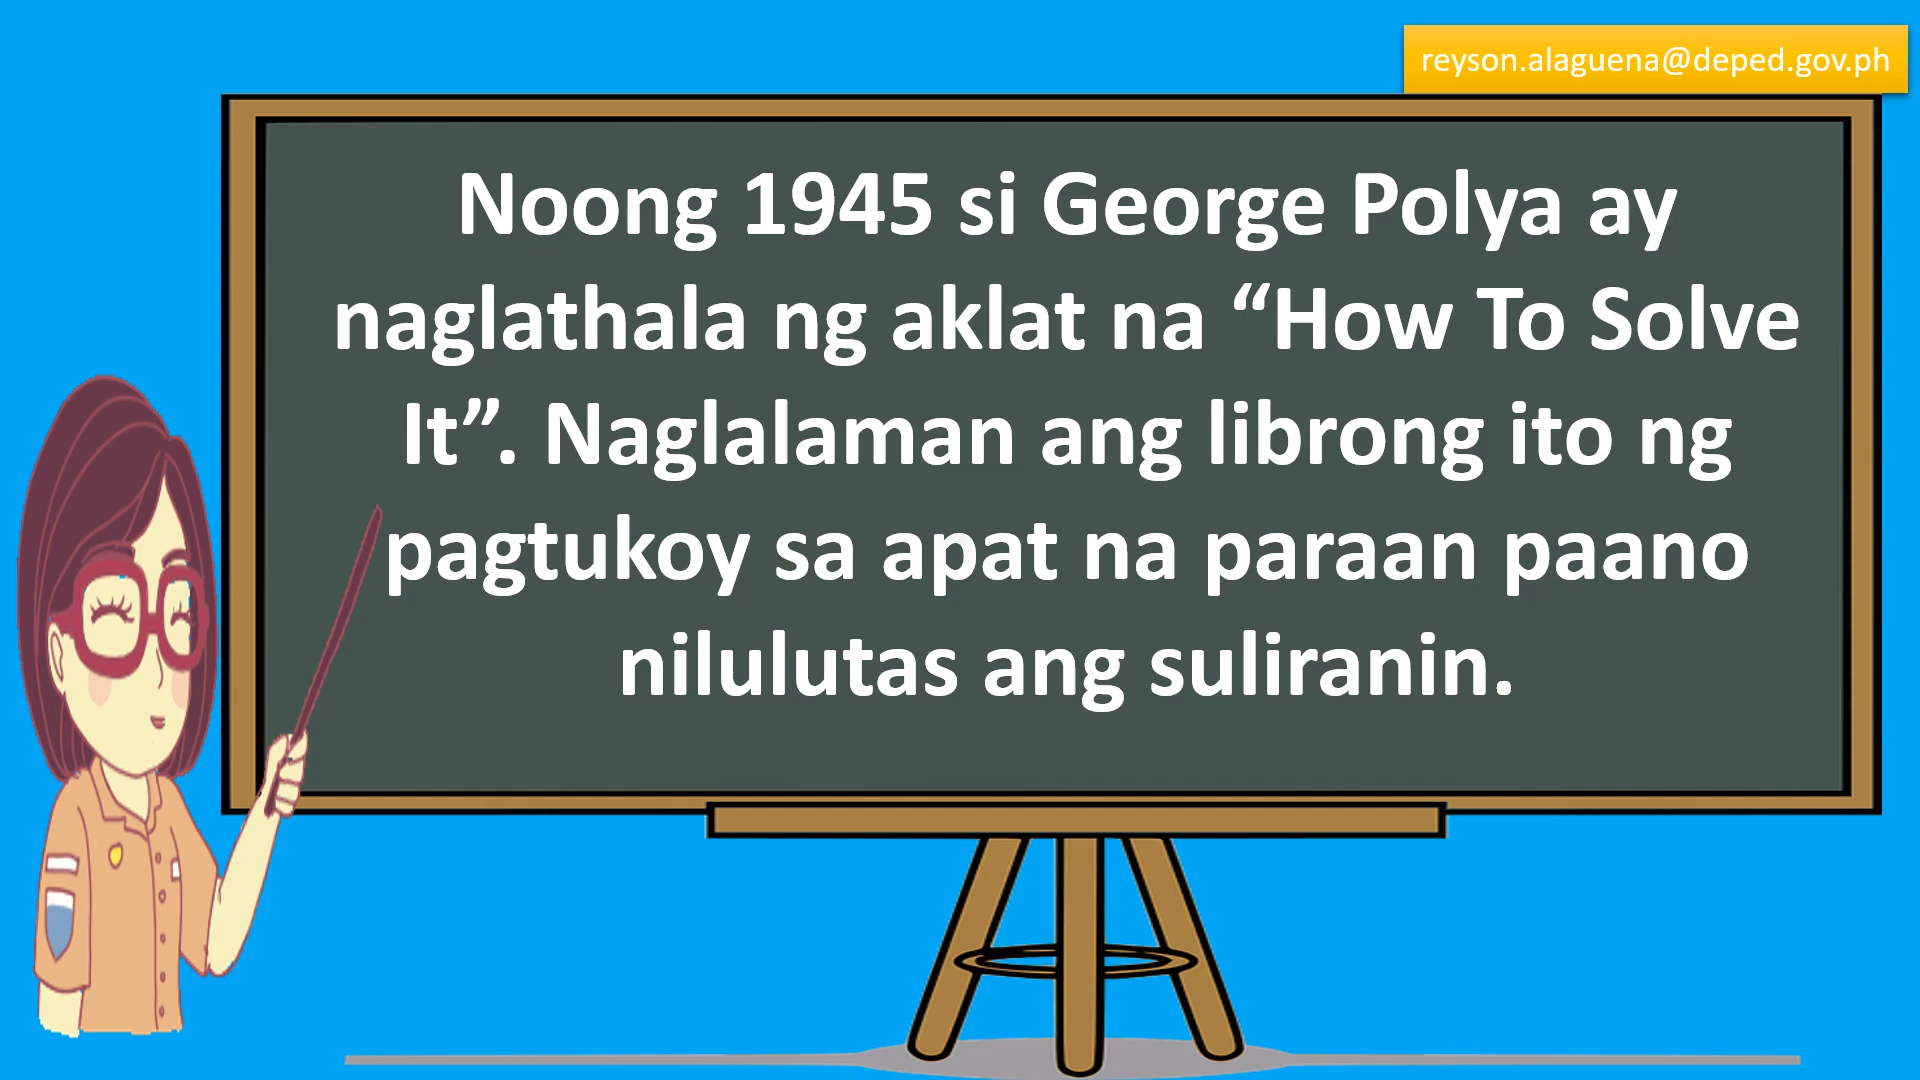 reyson.alaguena@deped.gov.ph
Noong 1945 si George Polya ay
naglathala ng aklat na “How To Solve
It”. Naglalaman ang librong ito ng
pagtukoy sa apat na paraan paano
nilulutas ang suliranin.